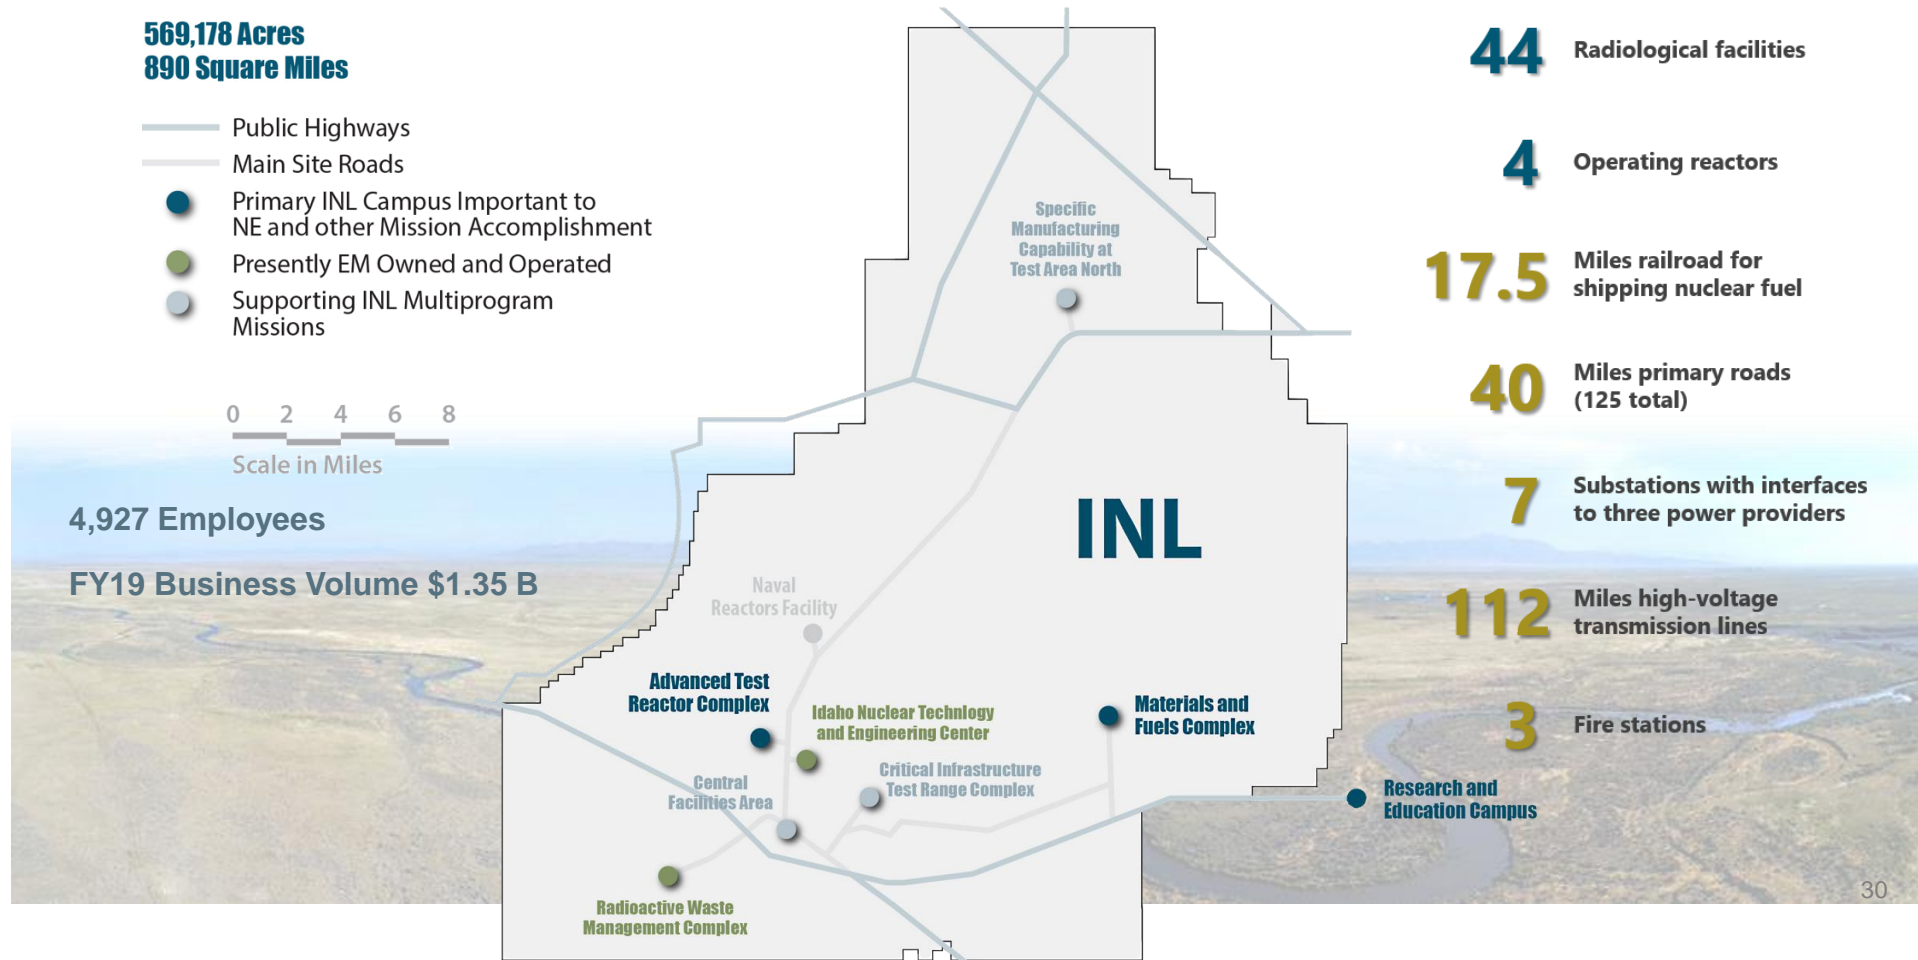 569,178 Acres
890 Square Miles
Public Highways
Main Site Roads
Primary INL Campus Important to
NE and other Mission Accomplishment
Presently EM Owned and Operated
Supporting INL Multiprogram
Missions
0 2 4 6 8
Scale in Miles
4,927 Employees
FY19 Business Volume $1.35 B
Specific
Manufacturing
Capability at
Test Area North
INL
Naval
Reactors Facility
Advanced Test
Reactor Complex
Idaho Nuclear Technlogy
and Engineering Center
Materials and
Fuels Complex
Central
Facilities Area
Critical Infrastructure
Test Range Complex
Research and
Education Campus
Radioactive Waste
Management Complex
44 Radiological facilities
4 Operating reactors
17.5 Miles railroad for
shipping nuclear fuel
40 Miles primary roads
(125 total)
7 Substations with interfaces
to three power providers
112 Miles high-voltage
transmission lines
3 Fire stations
30